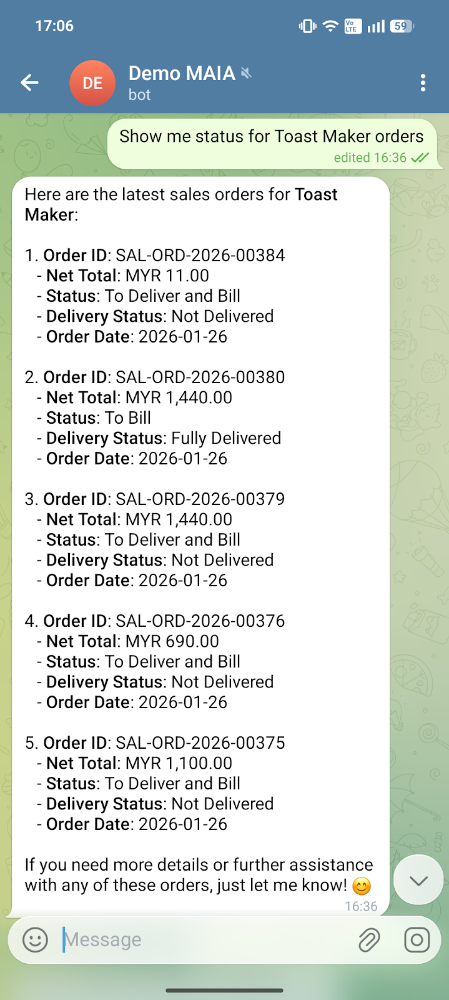 17:06
Vo
LTE
59
DE
Demo MAIA
bot
Show me status for Toast Maker orders
edited 16:36
Here are the latest sales orders for Toast
Maker:
1. Order ID: SAL-ORD-2026-00384
- Net Total: MYR 11.00
- Status: To Deliver and Bill
- Delivery Status: Not Delivered
- Order Date: 2026-01-26
2. Order ID: SAL-ORD-2026-00380
- Net Total: MYR 1,440.00
- Status: To Bill
- Delivery Status: Fully Delivered
- Order Date: 2026-01-26
3. Order ID: SAL-ORD-2026-00379
- Net Total: MYR 1,440.00
- Status: To Deliver and Bill
- Delivery Status: Not Delivered
- Order Date: 2026-01-26
4. Order ID: SAL-ORD-2026-00376
- Net Total: MYR 690.00
- Status: To Deliver and Bill
- Delivery Status: Not Delivered
- Order Date: 2026-01-26
5. Order ID: SAL-ORD-2026-00375
- Net Total: MYR 1,100.00
- Status: To Deliver and Bill
- Delivery Status: Not Delivered
- Order Date: 2026-01-26
If you need more details or further assistance
with any of these orders, just let me know! 😊
16:36
Message